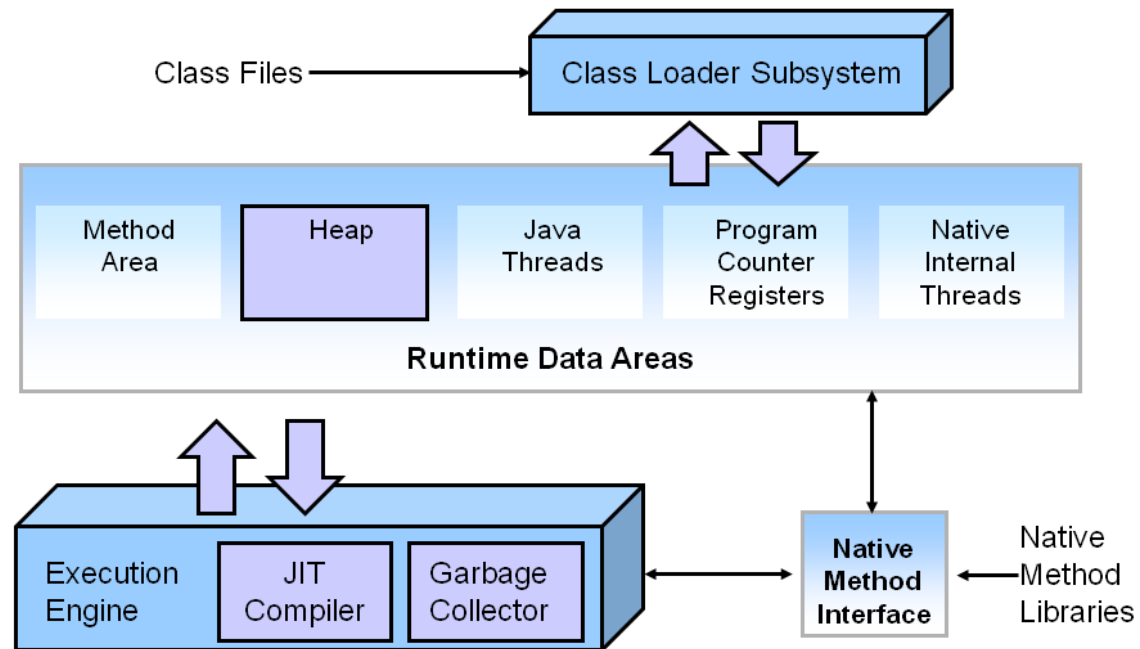 Class Files
Class Loader Subsystem
Method
Area
Heap
Java
Threads
Program
Counter
Registers
Native
Internal
Threads
Runtime Data Areas
Execution
Engine
JIT
Compiler
Garbage
Collector
Native
Method
Interface
Native
Method
Libraries